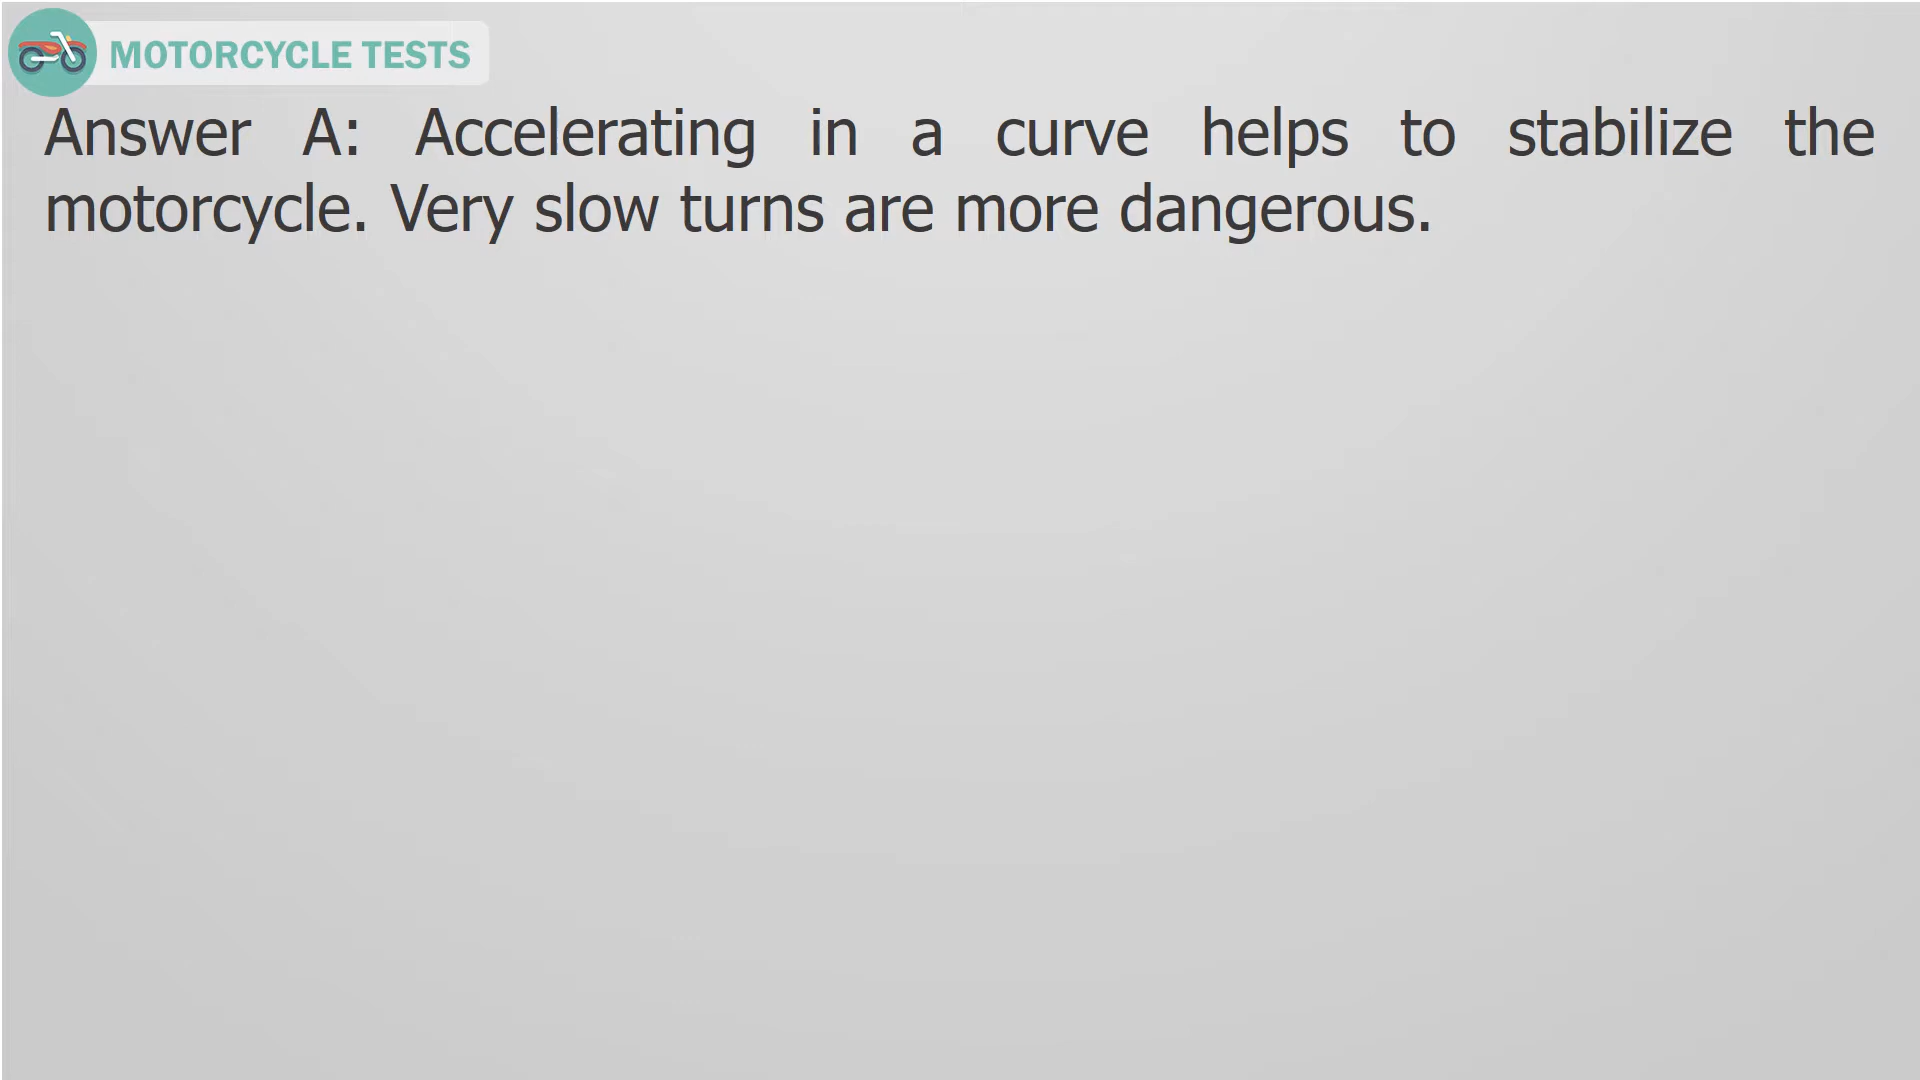 MOTORCYCLE TESTS
Answer A: Accelerating in a curve helps to stabilize the
motorcycle. Very slow turns are more dangerous.